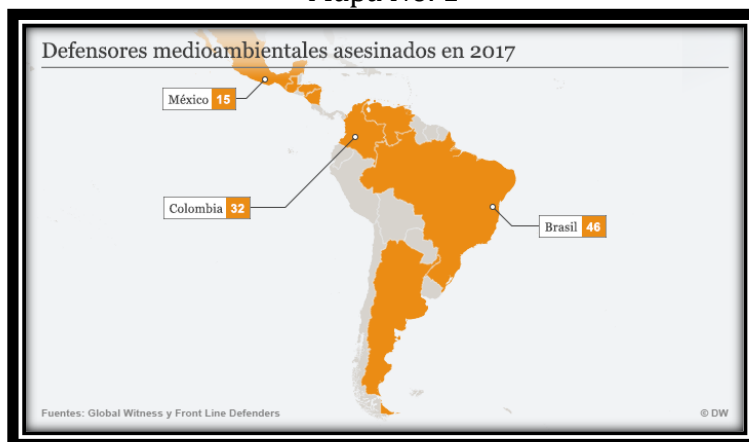 Defensores medioambientales asesinados en 2017
México 15
Colombia 32
Brasil 46
Fuentes: Global Witness y Front Line Defenders
© DW